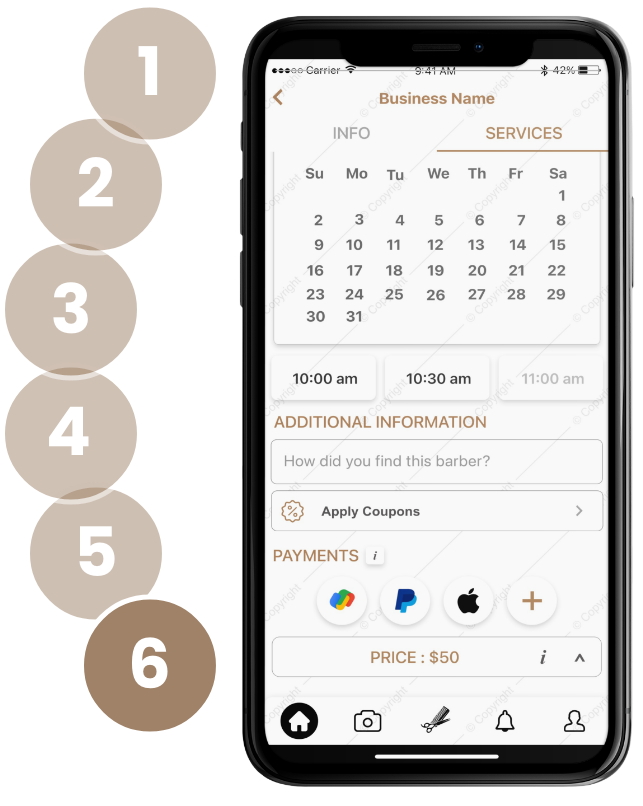 1
2
3
4
5
6
Carrier 9:41 AM 42%
Business Name
INFO SERVICES
Su Mo Tu We Th Fr Sa
1
2 3 4 5 6 7 8
9 10 11 12 13 14 15
16 17 18 19 20 21 22
23 24 25 26 27 28 29
30 31
10:00 am 10:30 am 11:00 am
ADDITIONAL INFORMATION
How did you find this barber?
Apply Coupons
PAYMENTS i
PRICE : $50 i
© Copyright